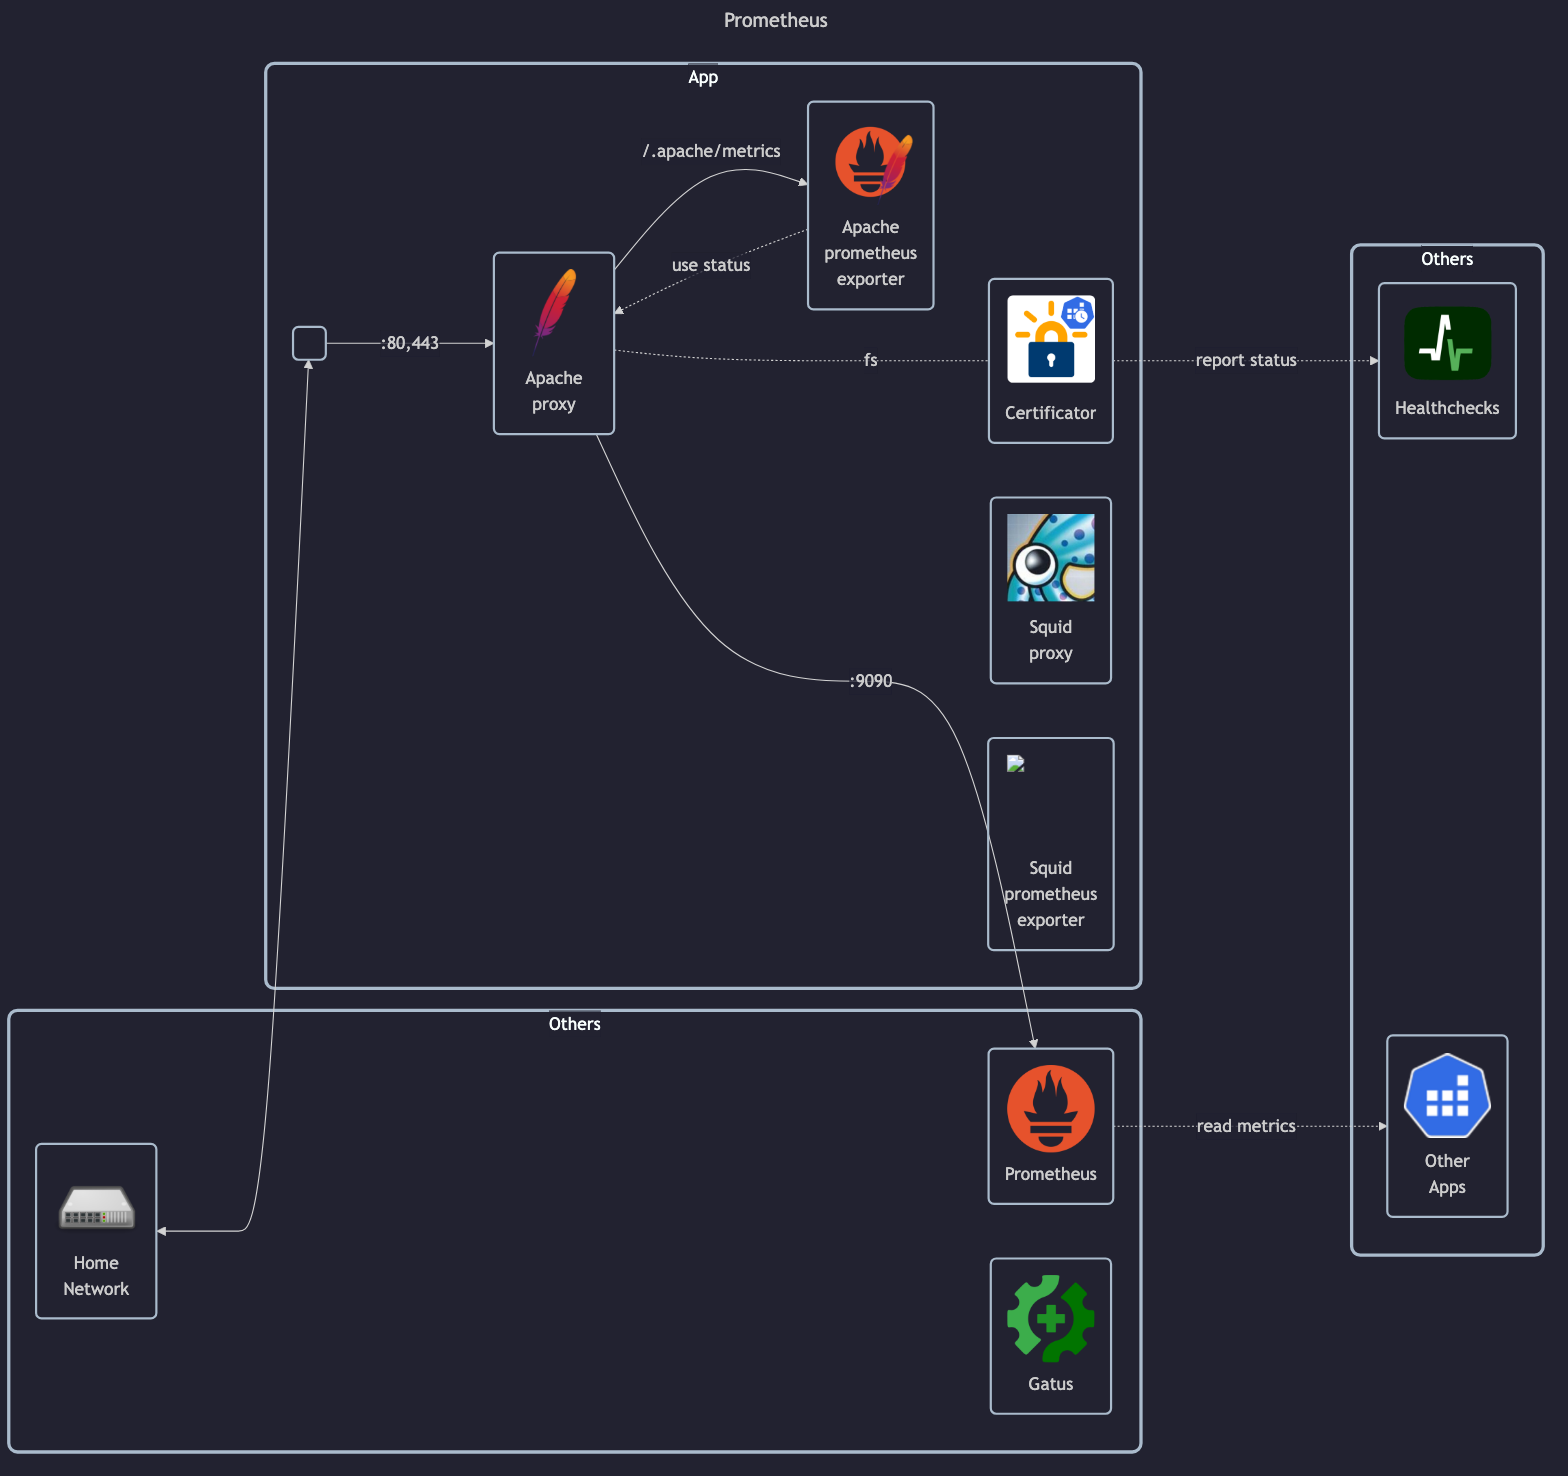 Prometheus
App
/.apache/metrics
Apache
prometheus
exporter
use status
:80,443
Apache
proxy
fs
Certificator
report status
Others
Healthchecks
Squid
proxy
:9090
Squid
prometheus
exporter
Others
Prometheus
read metrics
Other
Apps
Home
Network
Gatus